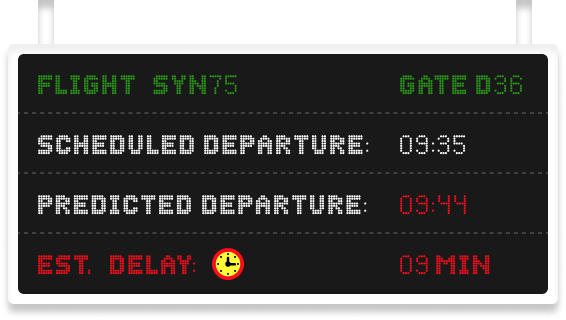 FLIGHT SYN75 GATE D36
SCHEDULED DEPARTURE: 09:35
PREDICTED DEPARTURE: 09:44
EST. DELAY: 09 MIN